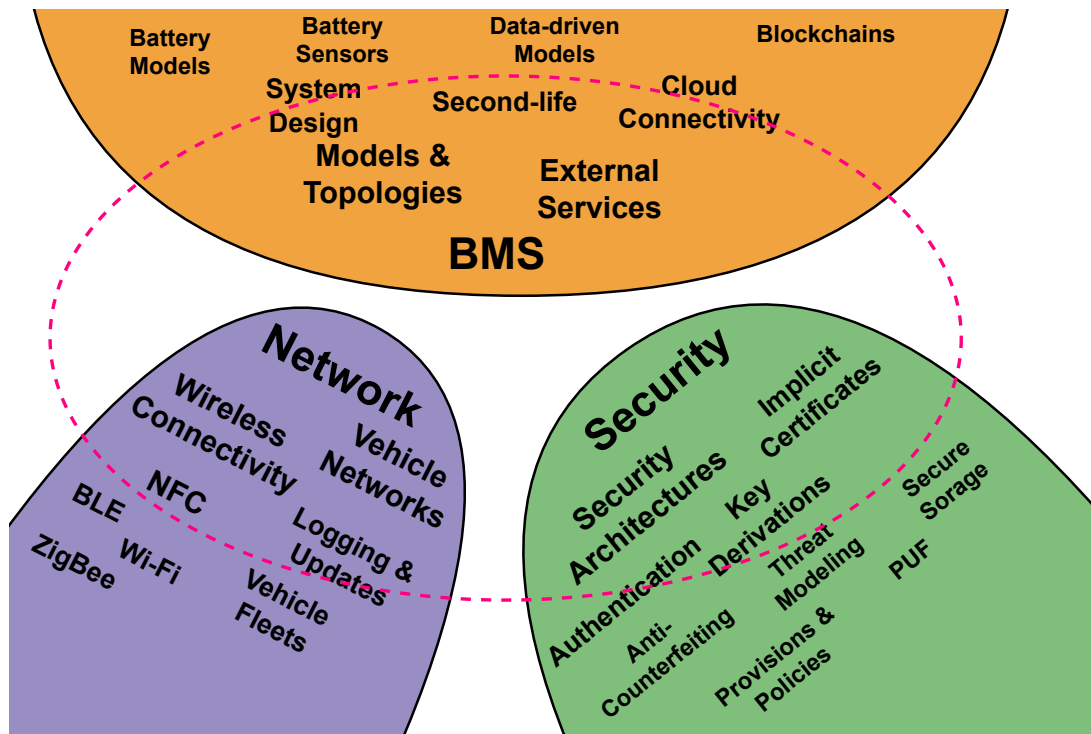 Battery
Models
Battery
Sensors
Data-driven
Models
Blockchains
System
Design
Second-life
Cloud
Connectivity
Models &
Topologies
External
Services
BMS
Network
Wireless
Connectivity
Vehicle
Networks
NFC
BLE
Wi-Fi
ZigBee
Logging &
Updates
Vehicle
Fleets
Security
Implicit
Certificates
Security
Architectures
Key
Derivations
Secure
Sorage
Authentication
Threat
Modeling
PUF
Anti-
Counterfeiting
Provisions &
Policies